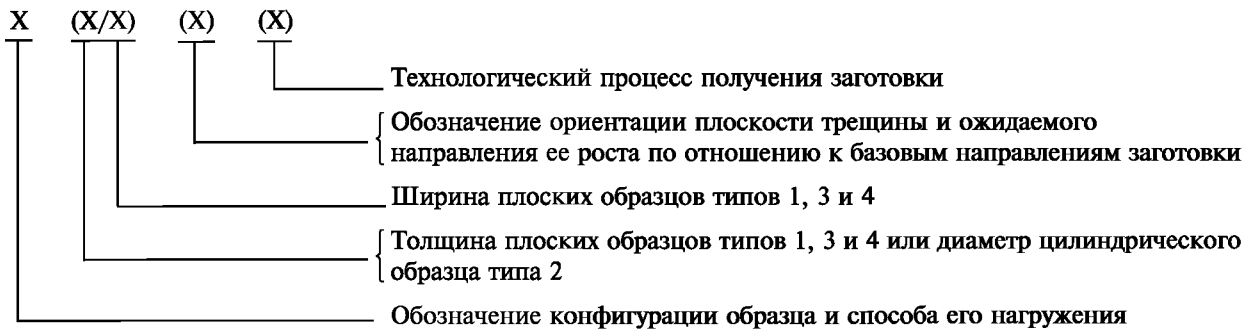 X (X/X) (X) (X)
Технологический процесс получения заготовки
Обозначение ориентации плоскости трещины и ожидаемого
направления ее роста по отношению к базовым направлениям заготовки
Ширина плоских образцов типов 1, 3 и 4
Толщина плоских образцов типов 1, 3 и 4 или диаметр цилиндрического
образца типа 2
Обозначение конфигурации образца и способа его нагружения